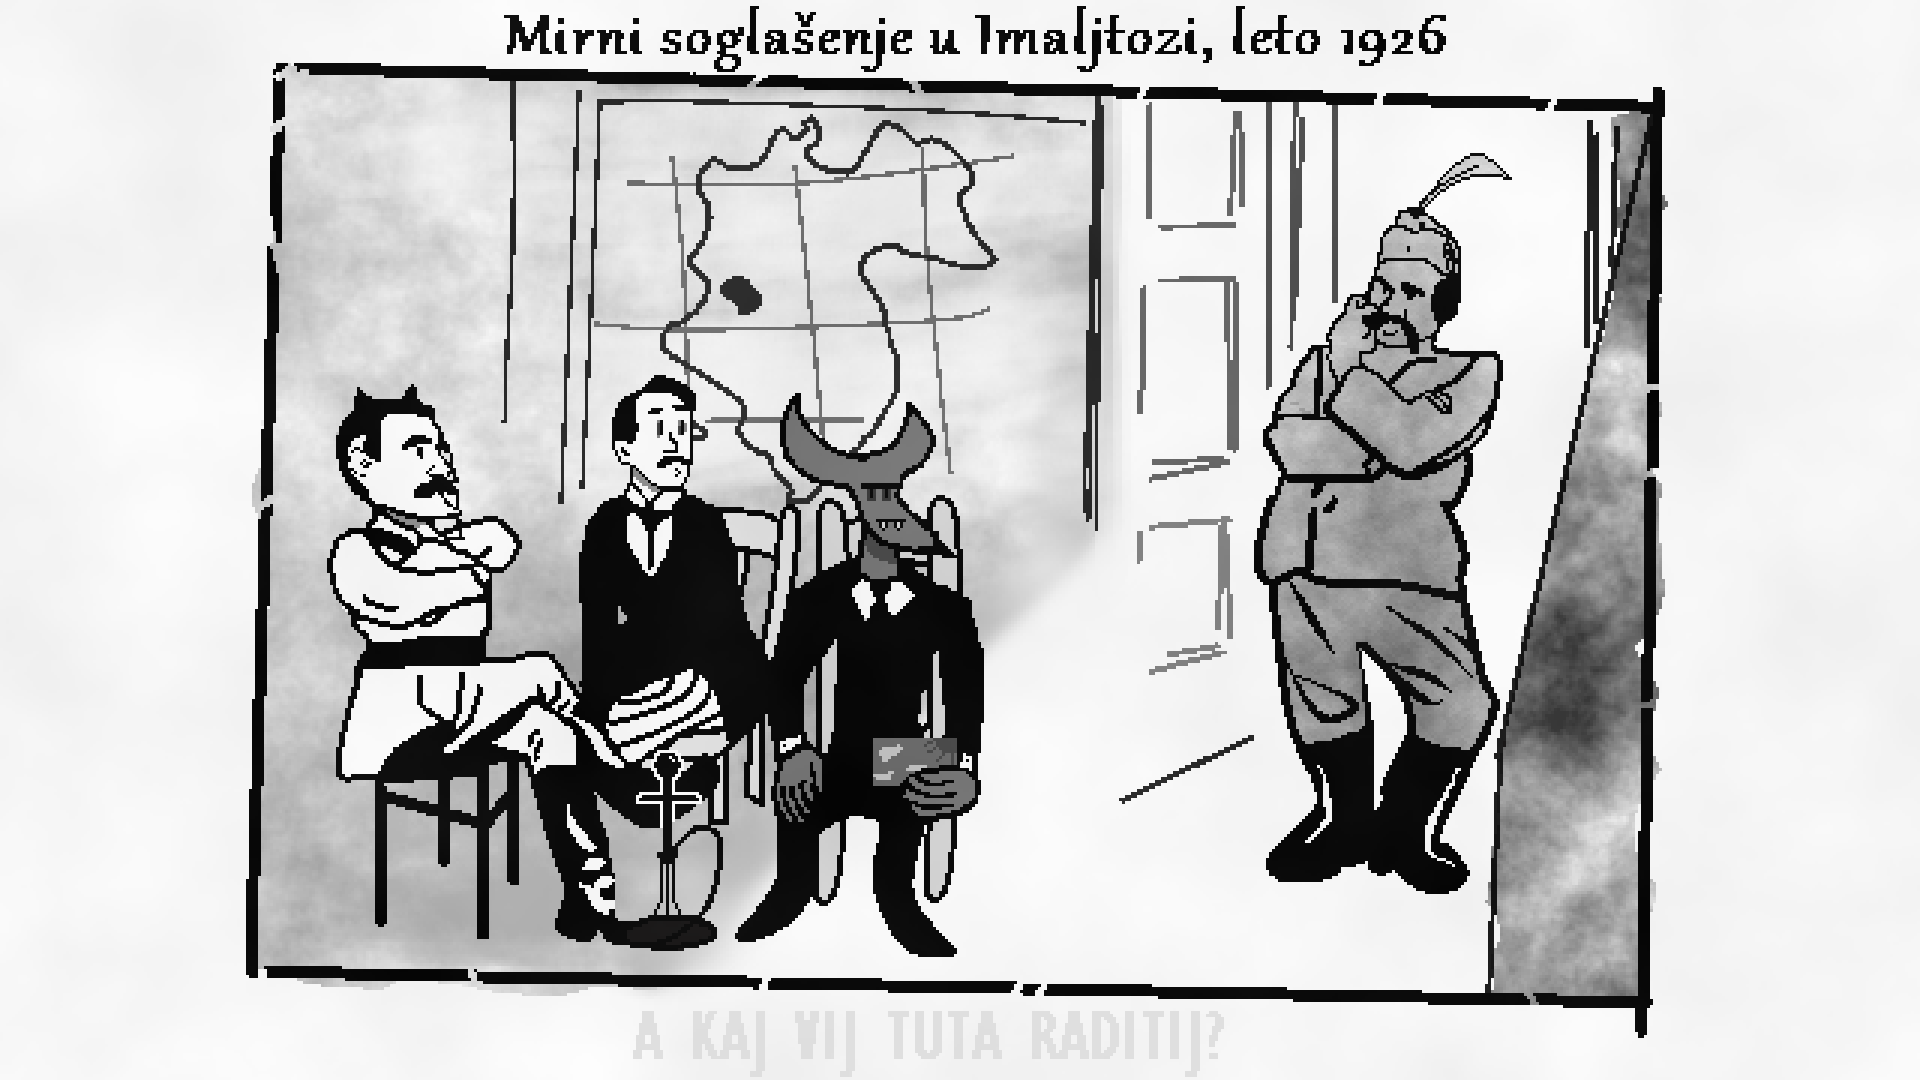 Mirni soglašenje u Imaljtozi, leto 1926
A KAJ VIJ TUTA RADITIJ?